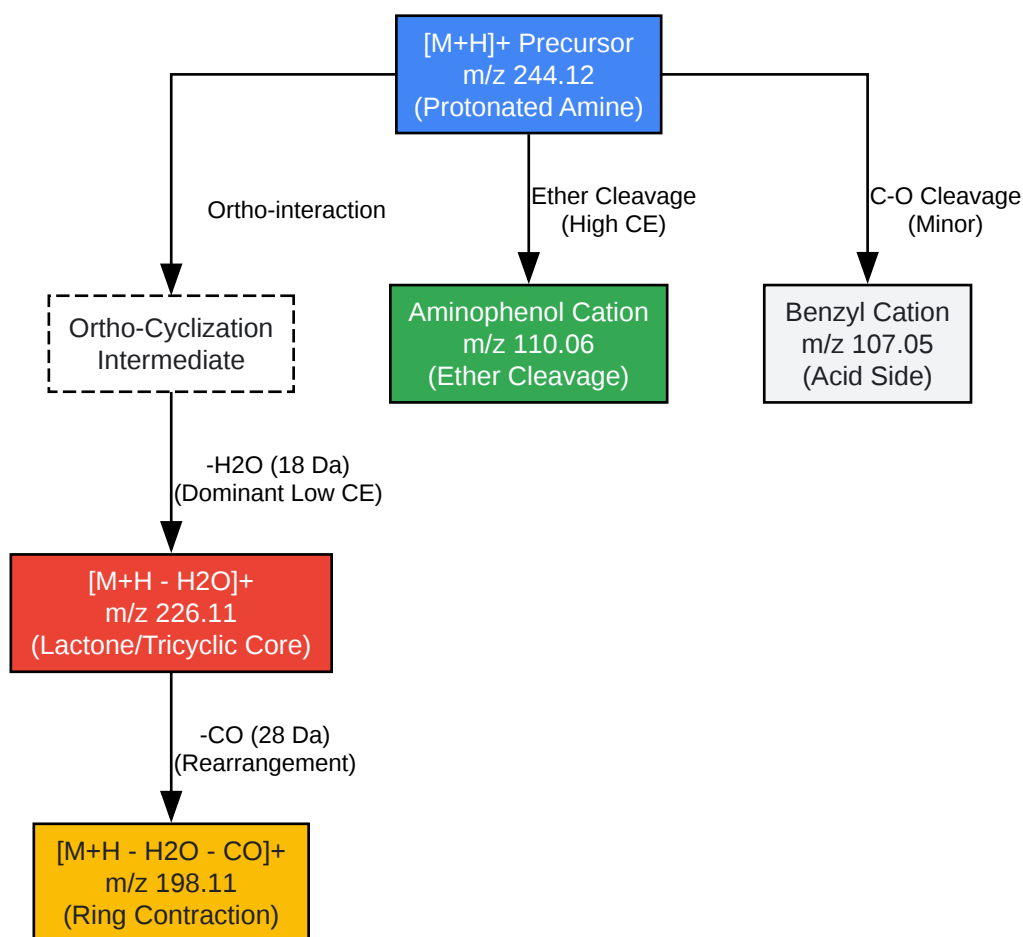 [M+H]+ Precursor
m/z 244.12
(Protonated Amine)
Ortho-interaction
Ether Cleavage
(High CE)
C-O Cleavage
(Minor)
Ortho-Cyclization
Intermediate
Aminophenol Cation
m/z 110.06
(Ether Cleavage)
Benzyl Cation
m/z 107.05
(Acid Side)
-H2O (18 Da)
(Dominant Low CE)
[M+H - H2O]+
m/z 226.11
(Lactone/Tricyclic Core)
-CO (28 Da)
(Rearrangement)
[M+H - H2O - CO]+
m/z 198.11
(Ring Contraction)